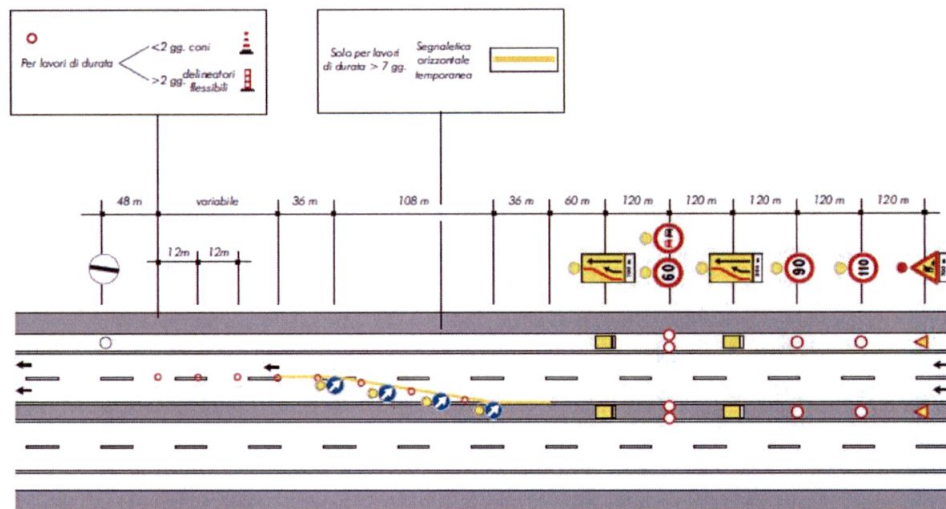 Per lavori di durata
<2 gg. coni
>2 gg. delineatori
flessibili
Solo per lavori
di durata > 7 gg.
Segnaletica
orizzontale
temporanea
48 m
variabile
36 m
108 m
36 m
60 m
120 m
120 m
120 m
120 m
120 m
12m
12m
60
90
110